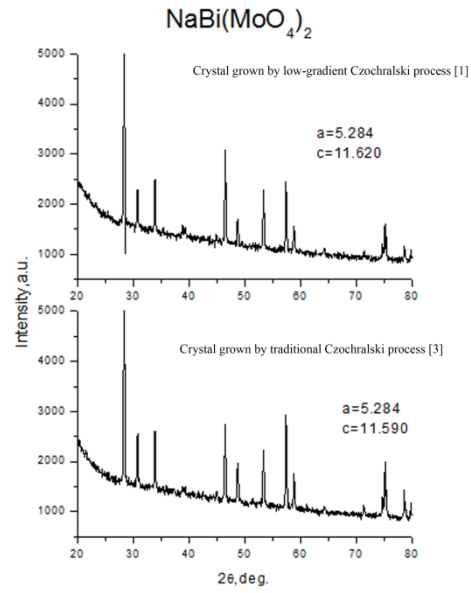 NaBi(MoO₄)₂
Crystal grown by low-gradient Czochralski process [1]
a=5.284
c=11.620
5000
4000
3000
2000
1000
20 30 40 50 60 70 80
Intensity,a.u.
Crystal grown by traditional Czochralski process [3]
a=5.284
c=11.590
5000
4000
3000
2000
1000
20 30 40 50 60 70 80
2θ,deg.